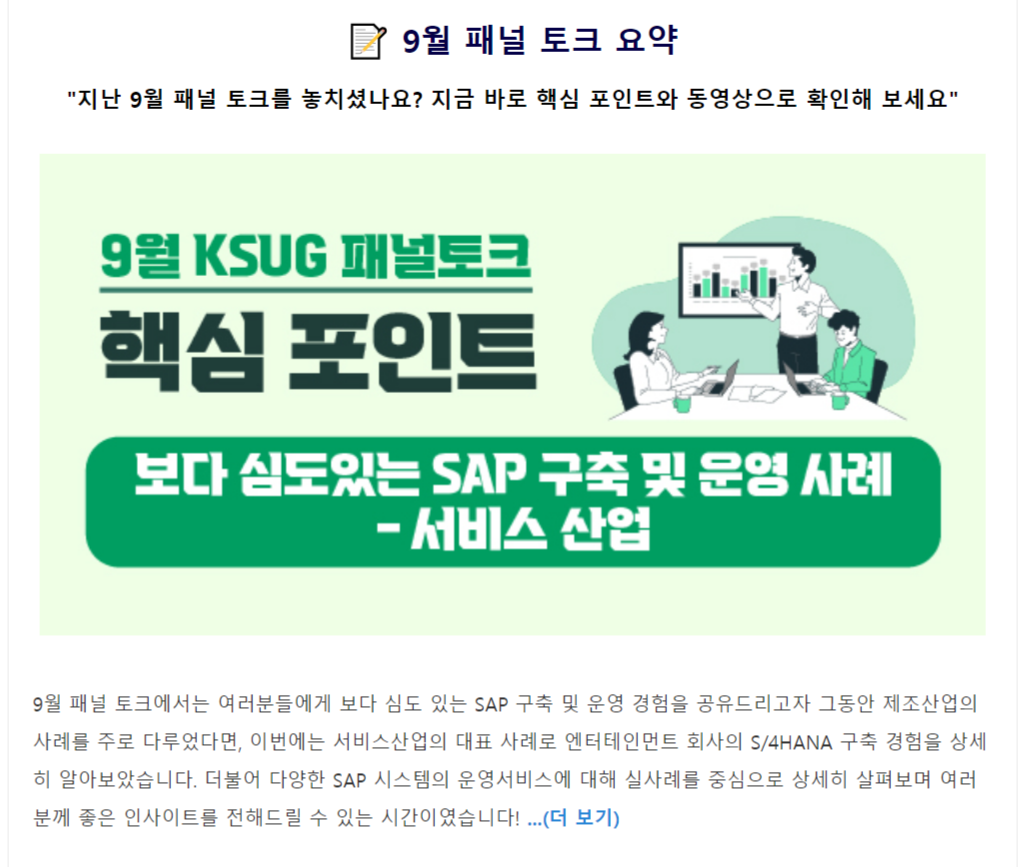 9월 패널 토크 요약
"지난 9월 패널 토크를 놓치셨나요? 지금 바로 핵심 포인트와 동영상으로 확인해 보세요"
9월 KSUG 패널토크
핵심 포인트
보다 심도있는 SAP 구축 및 운영 사례
- 서비스 산업
9월 패널 토크에서는 여러분들에게 보다 심도 있는 SAP 구축 및 운영 경험을 공유드리고자 그동안 제조산업의
사례를 주로 다루었다면, 이번에는 서비스산업의 대표 사례로 엔터테인먼트 회사의 S/4HANA 구축 경험을 상세
히 알아보았습니다. 더불어 다양한 SAP 시스템의 운영서비스에 대해 실사례를 중심으로 상세히 살펴보며 여러
분께 좋은 인사이트를 전해드릴 수 있는 시간이였습니다! ...(더 보기)